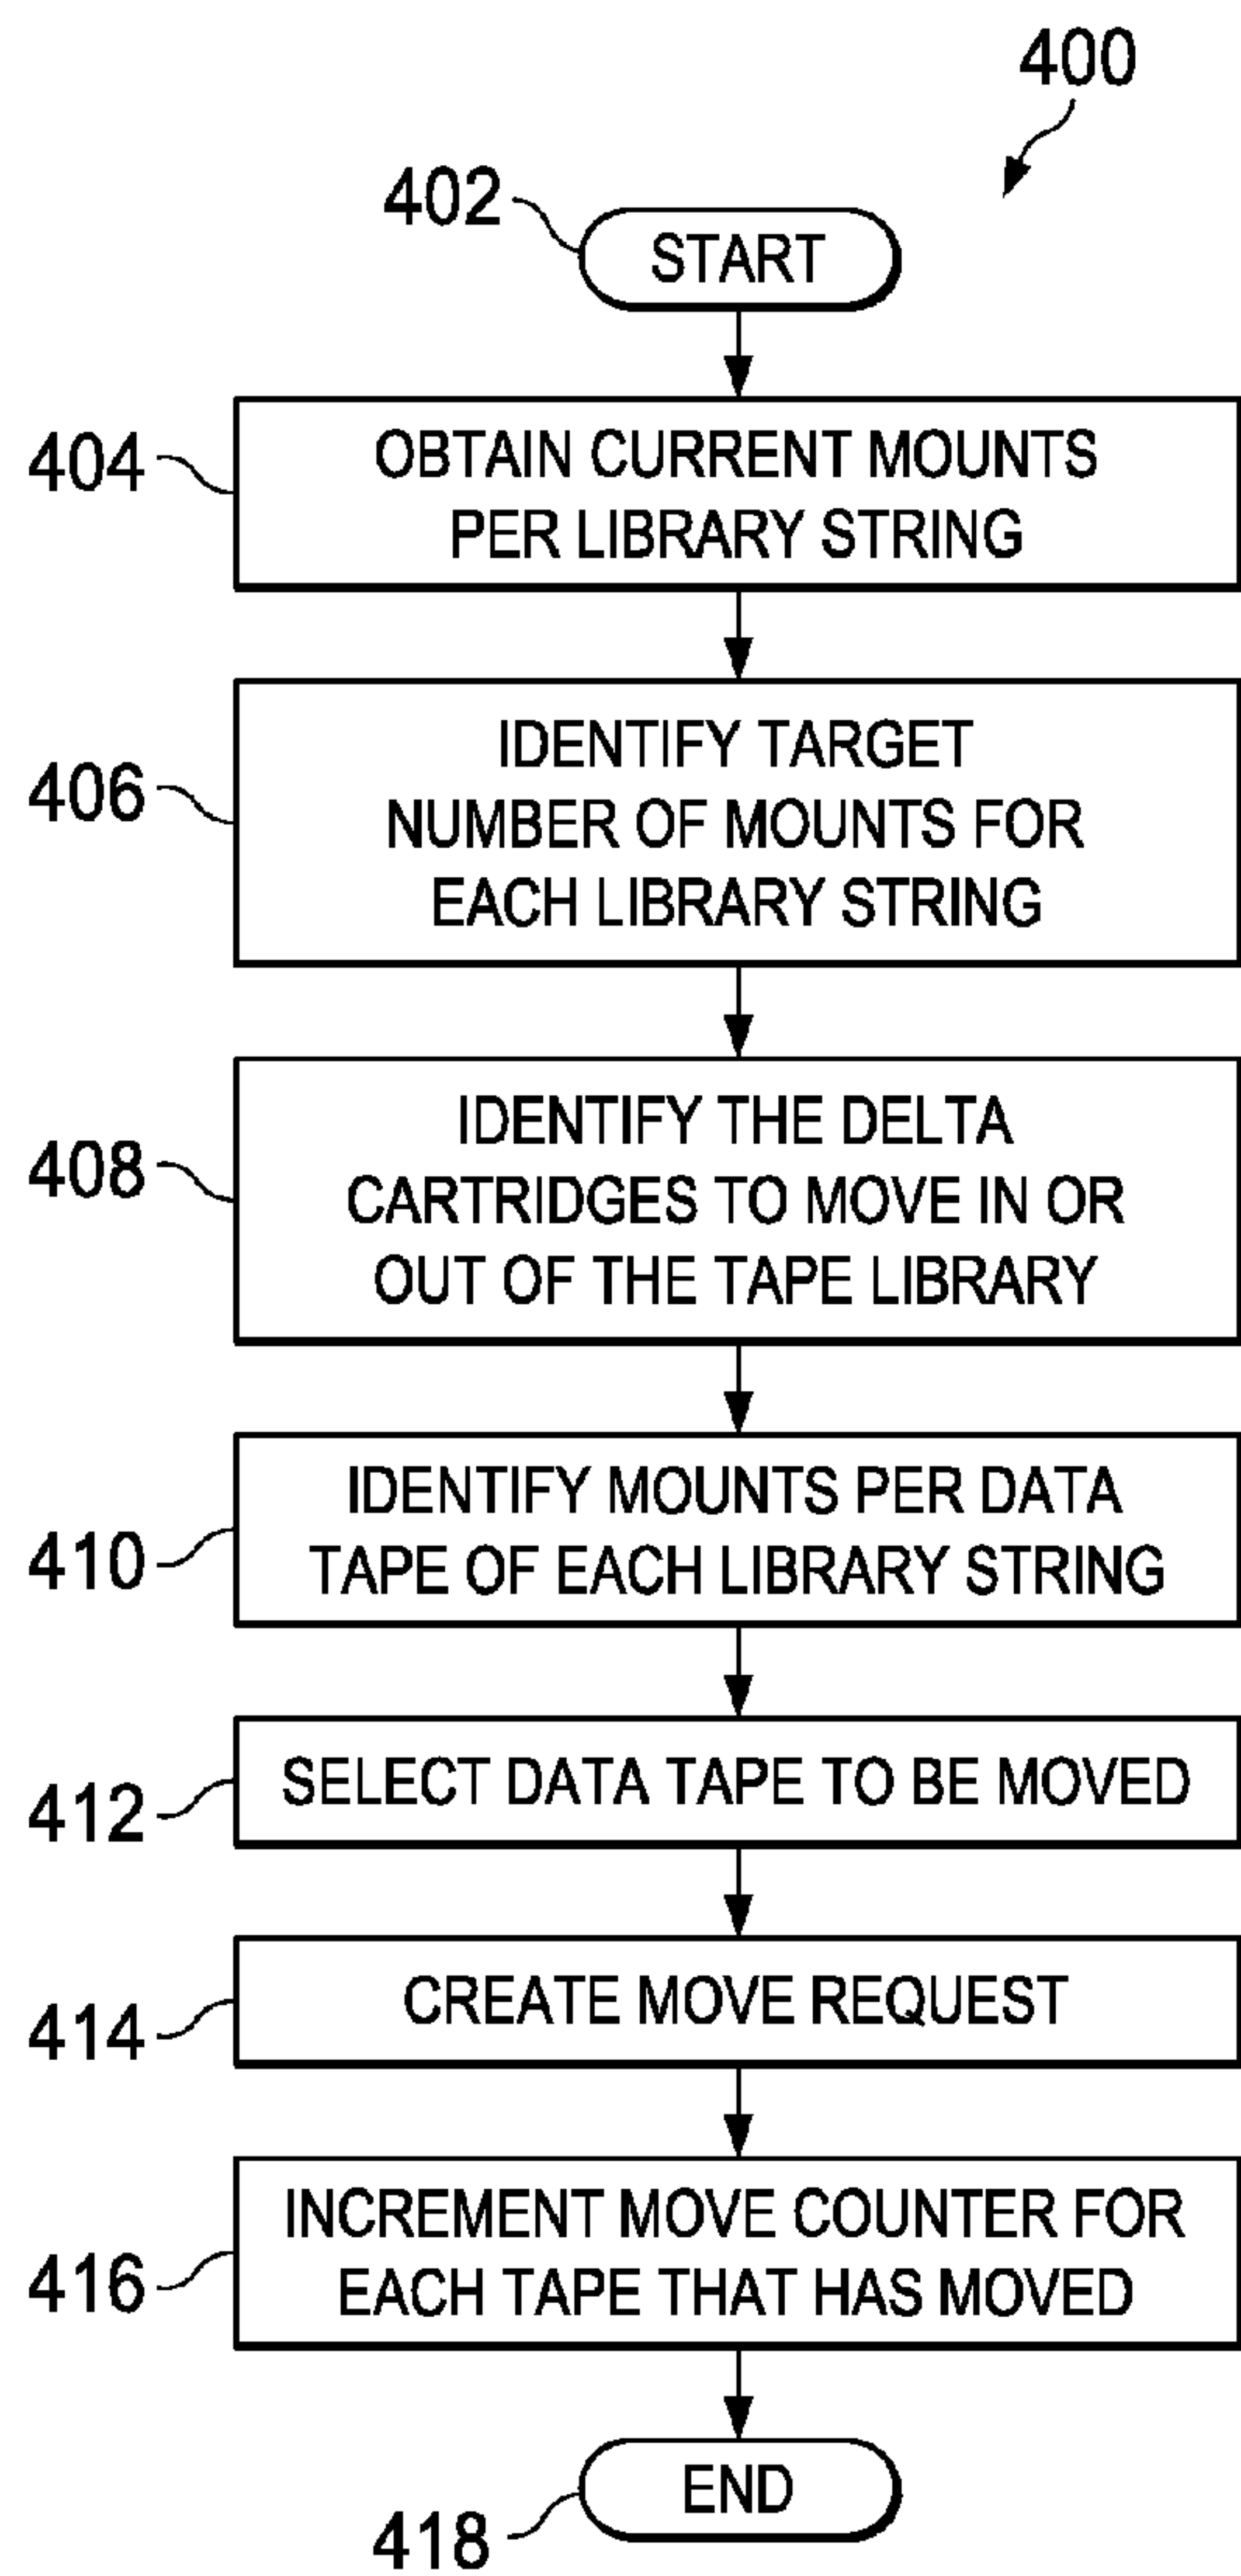 400
402
START
404
OBTAIN CURRENT MOUNTS
PER LIBRARY STRING
406
IDENTIFY TARGET
NUMBER OF MOUNTS FOR
EACH LIBRARY STRING
408
IDENTIFY THE DELTA
CARTRIDGES TO MOVE IN OR
OUT OF THE TAPE LIBRARY
410
IDENTIFY MOUNTS PER DATA
TAPE OF EACH LIBRARY STRING
412
SELECT DATA TAPE TO BE MOVED
414
CREATE MOVE REQUEST
416
INCREMENT MOVE COUNTER FOR
EACH TAPE THAT HAS MOVED
END
418